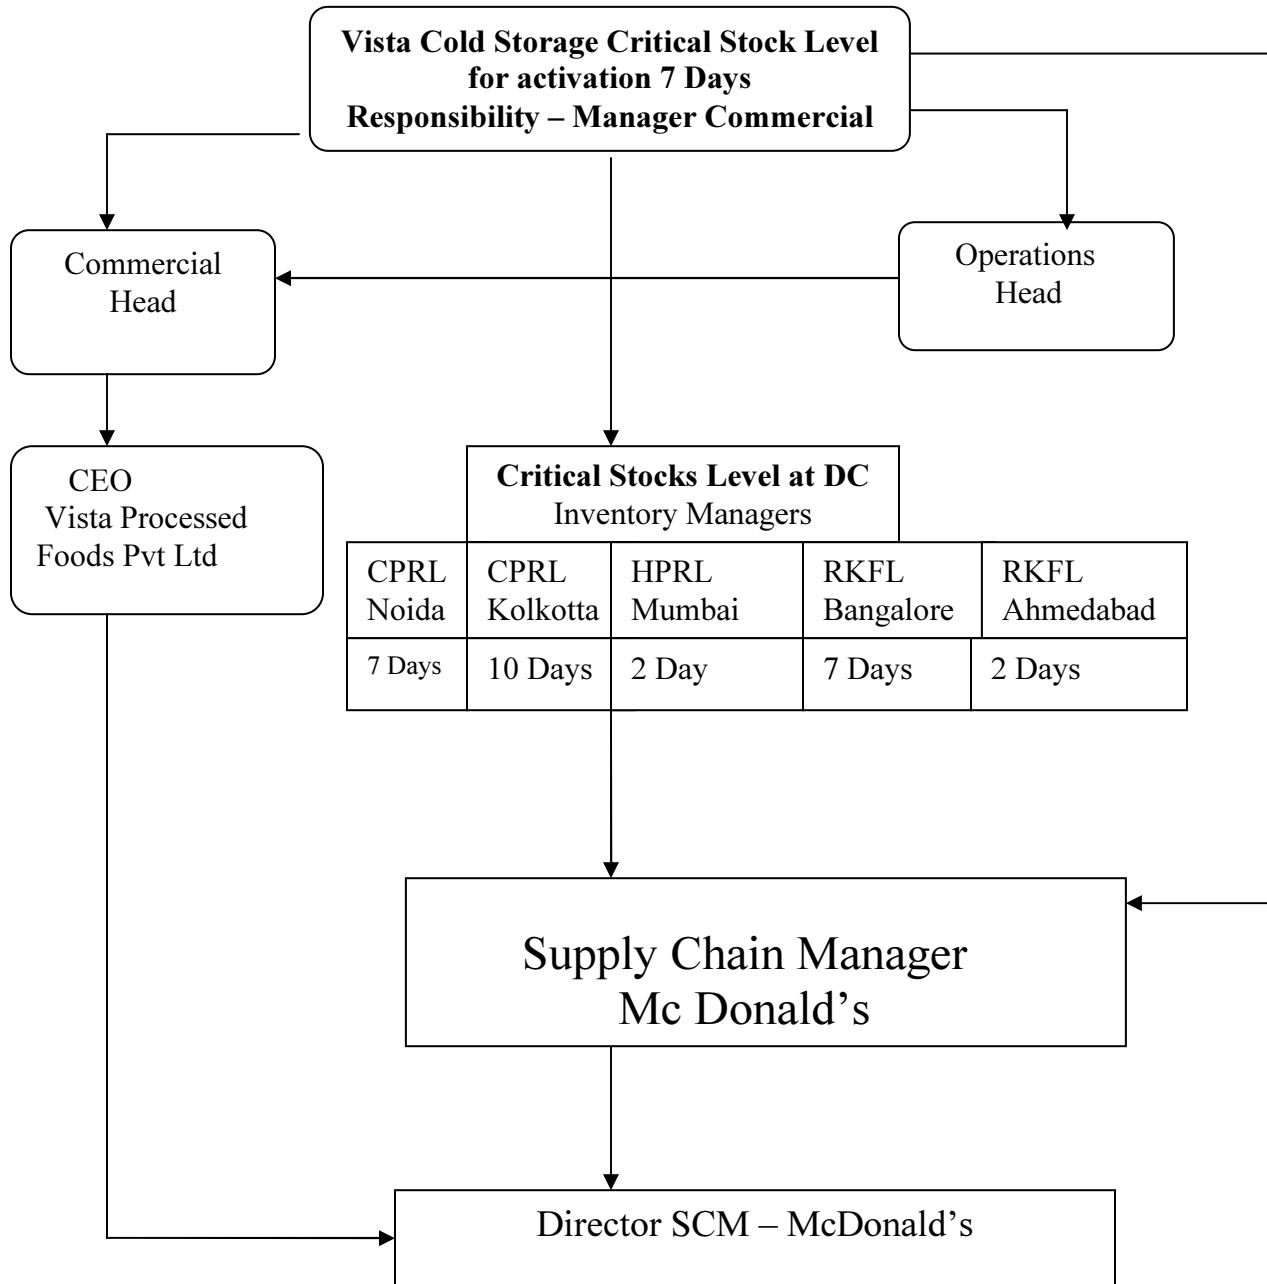 Vista Cold Storage Critical Stock Level
for activation 7 Days
Responsibility – Manager Commercial
Commercial
Head
Operations
Head
CEO
Vista Processed
Foods Pvt Ltd
Critical Stocks Level at DC
Inventory Managers
CPRL
Noida
CPRL
Kolkotta
HPRL
Mumbai
RKFL
Bangalore
RKFL
Ahmedabad
7 Days
10 Days
2 Day
7 Days
2 Days
Supply Chain Manager
Mc Donald’s
Director SCM – McDonald’s